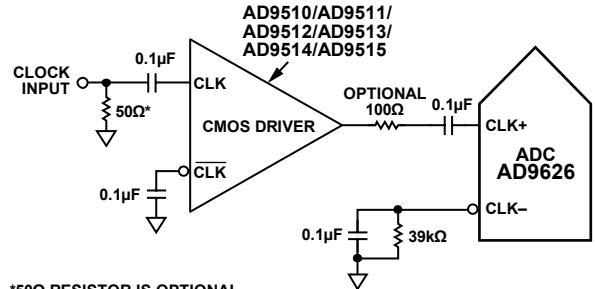 AD9510/AD9511/
AD9512/AD9513/
AD9514/AD9515
0.1µF
CLOCK
INPUT
50Ω*
CLK
CMOS DRIVER
CLK
0.1µF
OPTIONAL
100Ω
0.1µF
CLK+
ADC
AD9626
CLK–
0.1µF
39kΩ
*50Ω RESISTOR IS OPTIONAL